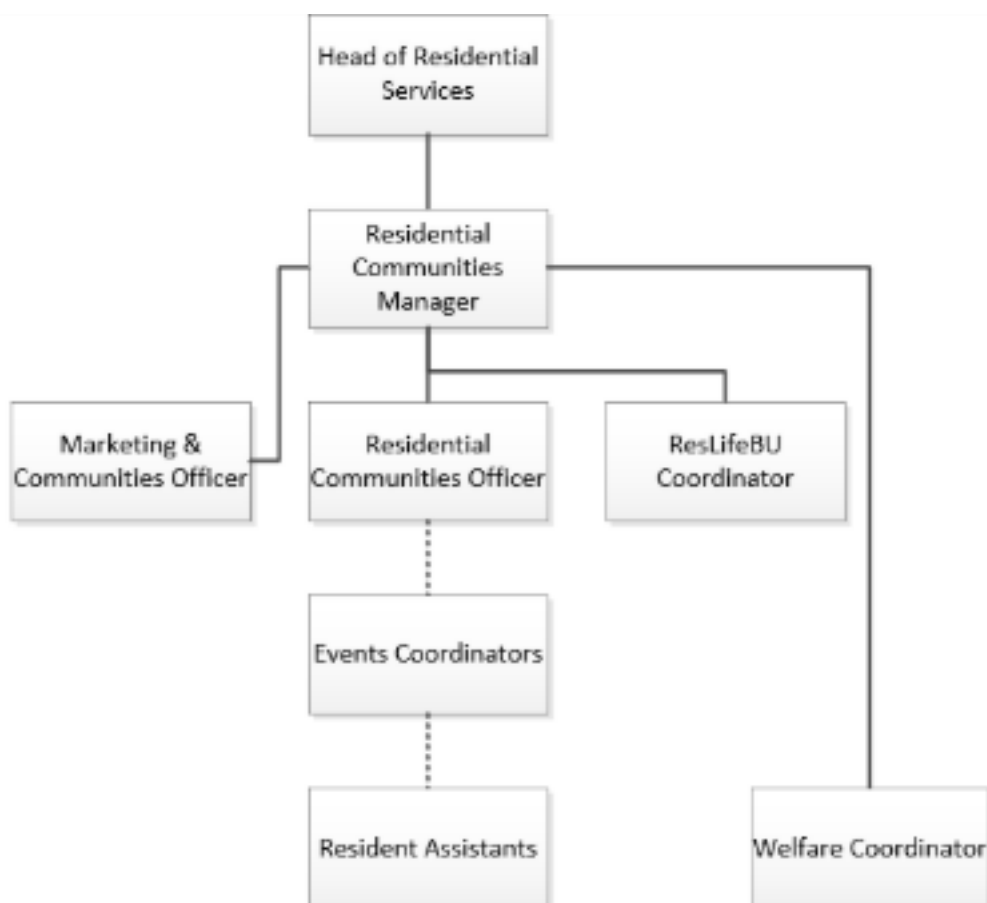 Head of Residential
Services
Residential
Communities
Manager
Marketing &
Communities Officer
Residential
Communities Officer
ResLifeBU
Coordinator
Events Coordinators
Resident Assistants
Welfare Coordinator